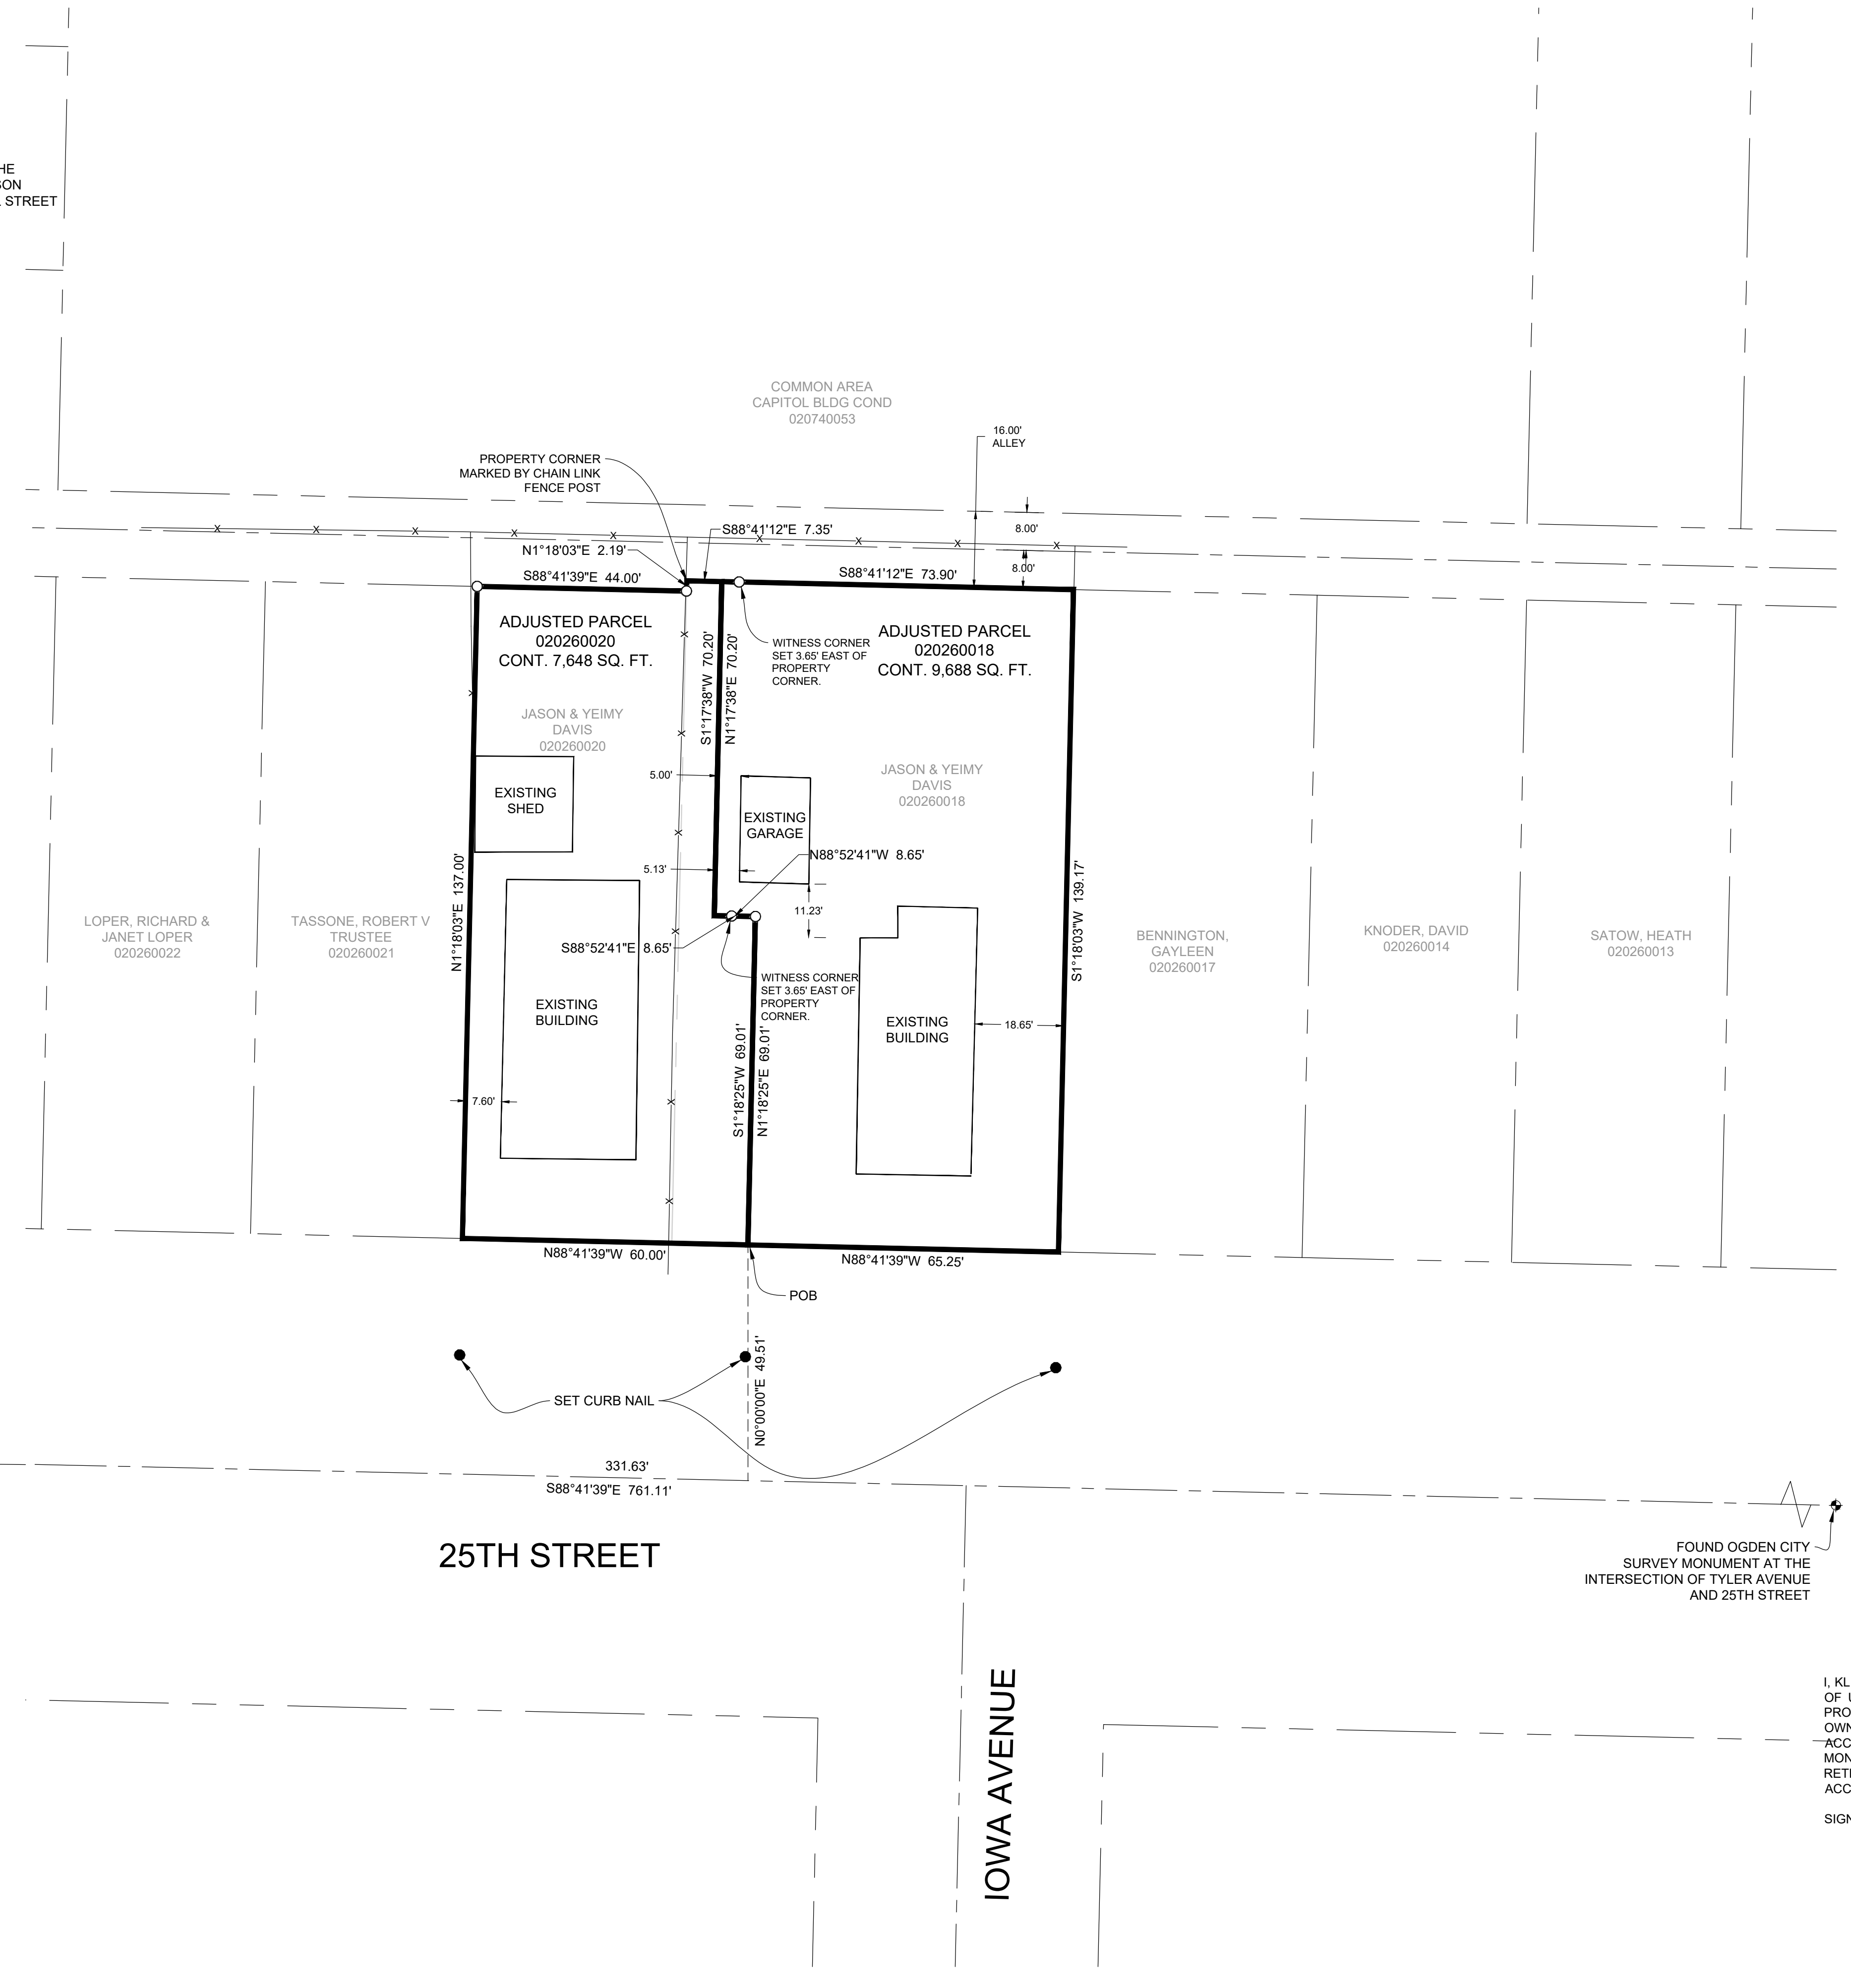 HE
SON
STREET
COMMON AREA
CAPITOL BLDG COND
020740053
16.00'
ALLEY
PROPERTY CORNER
MARKED BY CHAIN LINK
FENCE POST
S88°41'12"E 7.35'
8.00'
N1°18'03"E 2.19'
8.00'
S88°41'39"E 44.00'
S88°41'12"E 73.90'
ADJUSTED PARCEL
020260020
CONT. 7,648 SQ. FT.
S1°17'38"W 70.20'
N1°17'38"E 70.20'
WITNESS CORNER
SET 3.65' EAST OF
PROPERTY
CORNER.
ADJUSTED PARCEL
020260018
CONT. 9,688 SQ. FT.
JASON & YEIMY
DAVIS
020260020
JASON & YEIMY
DAVIS
020260018
5.00'
EXISTING
SHED
EXISTING
GARAGE
N88°52'41"W 8.65'
5.13'
11.23'
N1°18'03"E 137.00'
S1°18'03"W 139.17'
LOPER, RICHARD &
JANET LOPER
020260022
TASSONE, ROBERT V
TRUSTEE
020260021
S88°52'41"E 8.65'
BENNINGTON,
GAYLEEN
020260017
KNODER, DAVID
020260014
SATOW, HEATH
020260013
WITNESS CORNER
SET 3.65' EAST OF
PROPERTY
CORNER.
EXISTING
BUILDING
EXISTING
BUILDING
18.65'
S1°18'25"W 69.01'
N1°18'25"E 69.01'
7.60'
N88°41'39"W 60.00'
N88°41'39"W 65.25'
POB
N0°00'00"E 49.51'
SET CURB NAIL
331.63'
S88°41'39"E 761.11'
25TH STREET
FOUND OGDEN CITY
SURVEY MONUMENT AT THE
INTERSECTION OF TYLER AVENUE
AND 25TH STREET
IOWA AVENUE
I, KL
OF U
PRO
OWN
ACC
MON
RET
ACC
SIGN